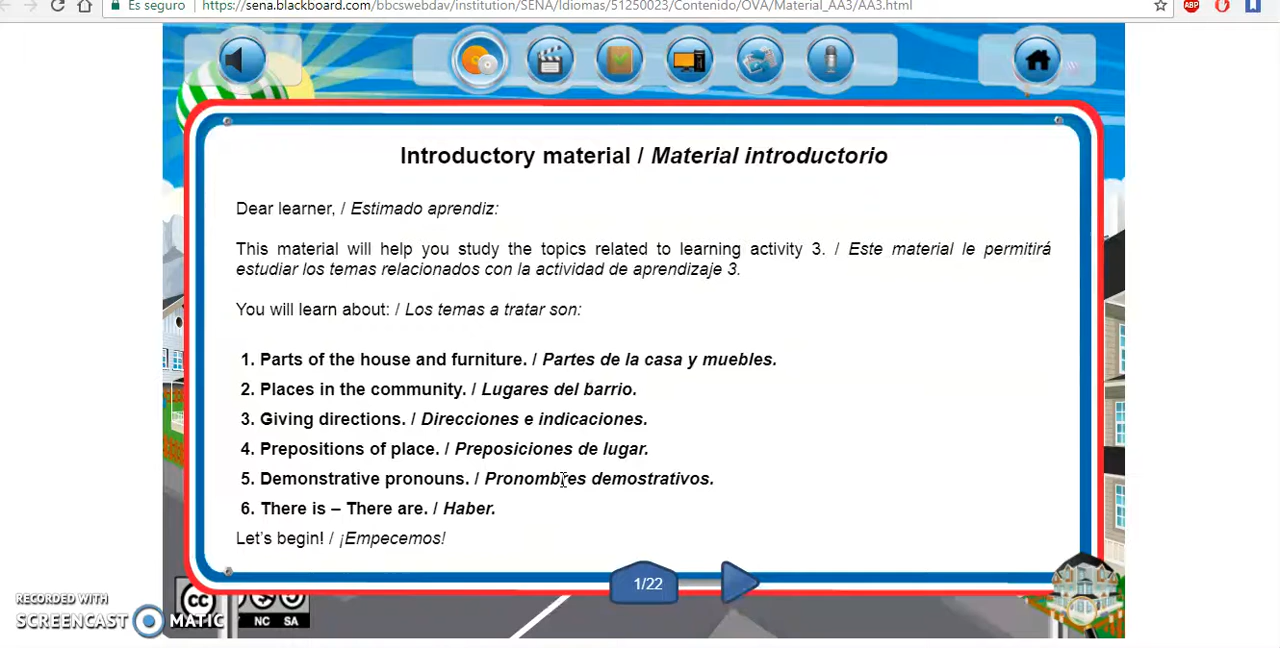 Es seguro https://sena.blackboard.com/bbcswebdav/institution/SENA/Idiomas/51250023/Contenido/OVA/Material_AA3/AA3.html
ABP
Introductory material / Material introductorio
Dear learner, / Estimado aprendiz:
This material will help you study the topics related to learning activity 3. / Este material le permitirá
estudiar los temas relacionados con la actividad de aprendizaje 3.
You will learn about: / Los temas a tratar son:
1. Parts of the house and furniture. / Partes de la casa y muebles.
2. Places in the community. / Lugares del barrio.
3. Giving directions. / Direcciones e indicaciones.
4. Prepositions of place. / Preposiciones de lugar.
5. Demonstrative pronouns. / Pronombres demostrativos.
6. There is – There are. / Haber.
Let's begin! / ¡Empecemos!
1/22
cc
NC SA
RECORDED WITH
SCREENCAST MATIC